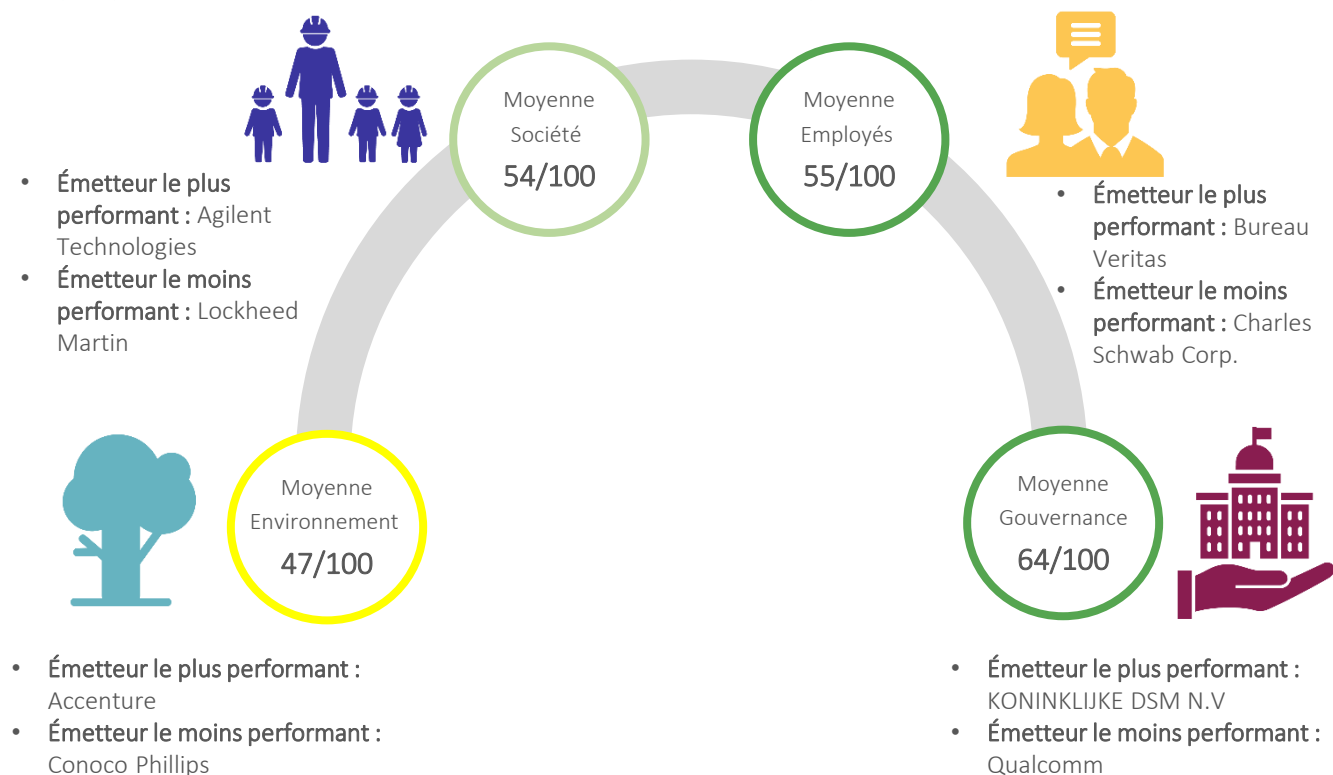 Moyenne
Société
54/100
Moyenne
Employés
55/100
• Émetteur le plus
performant : Agilent
Technologies
• Émetteur le moins
performant : Lockheed
Martin
• Émetteur le plus
performant : Bureau
Veritas
• Émetteur le moins
performant : Charles
Schwab Corp.
Moyenne
Environnement
47/100
Moyenne
Gouvernance
64/100
• Émetteur le plus performant :
Accenture
• Émetteur le moins performant :
Conoco Phillips
• Émetteur le plus performant :
KONINKLIJKE DSM N.V
• Émetteur le moins performant :
Qualcomm